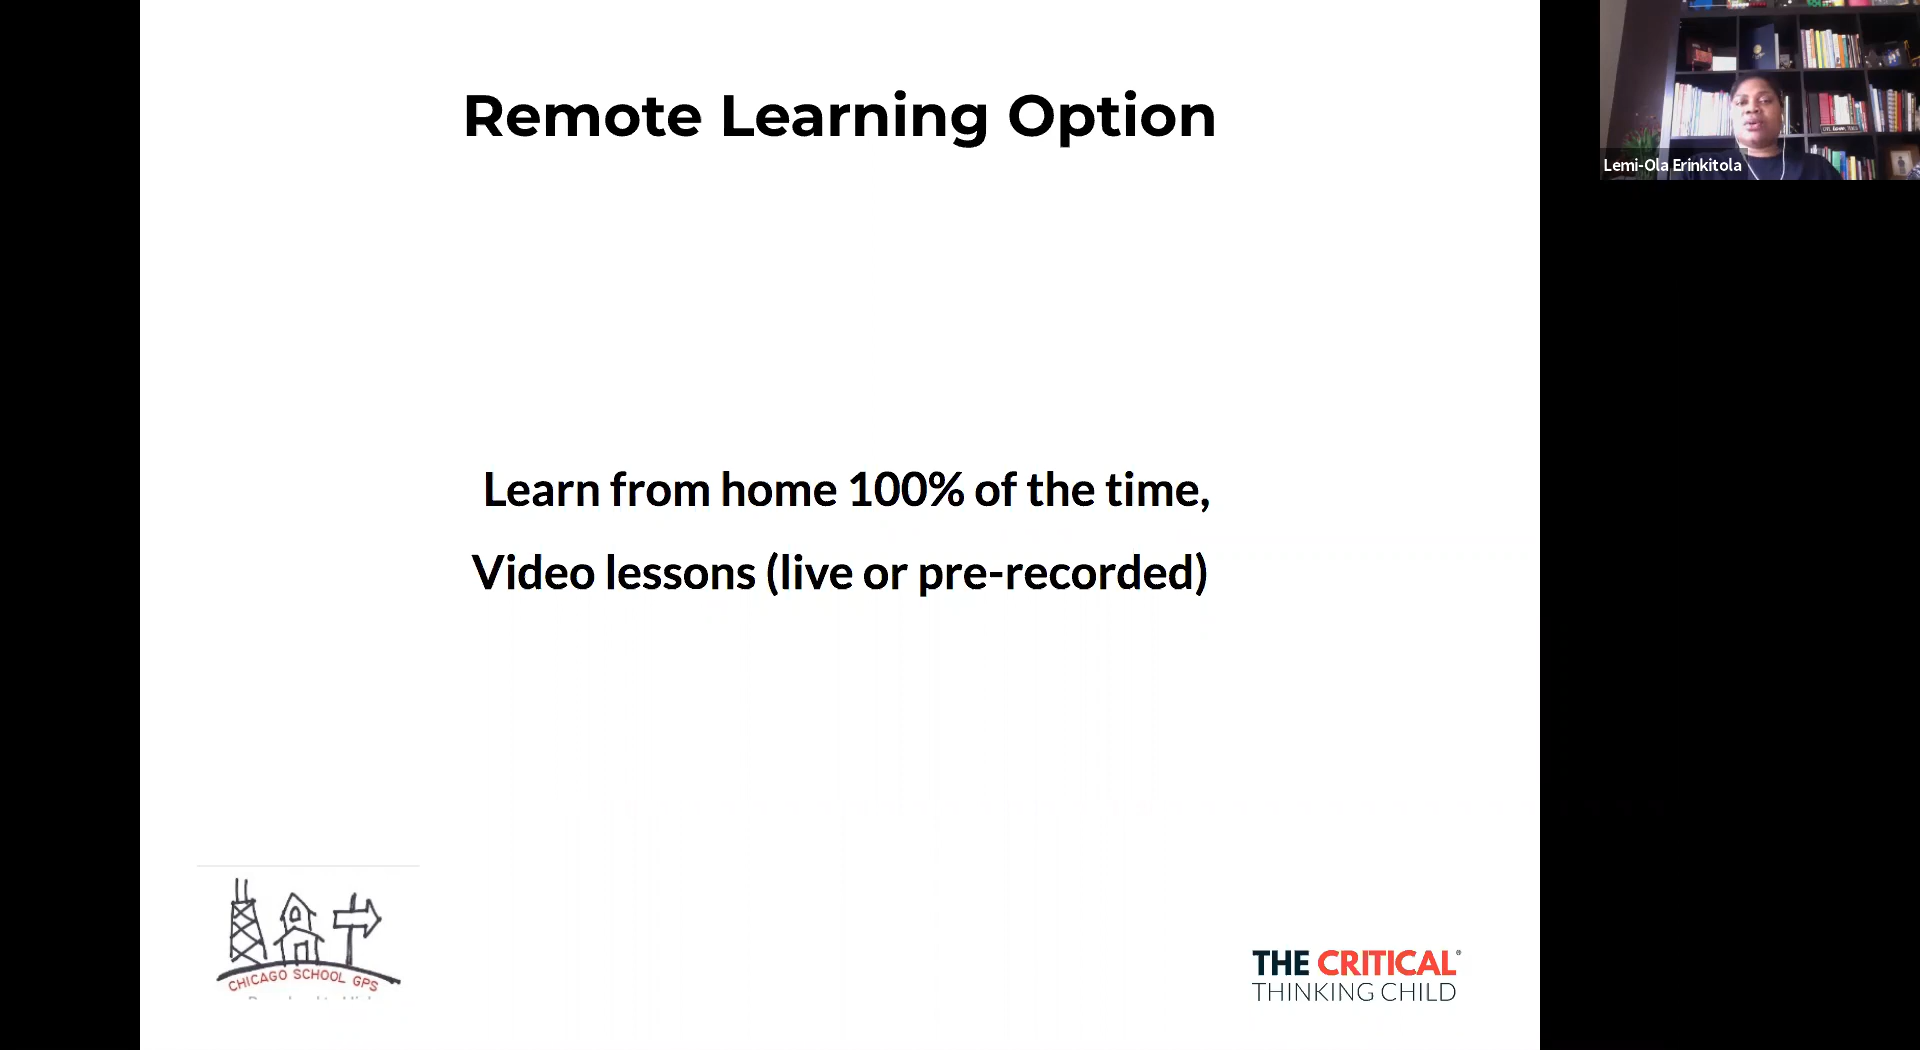 Remote Learning Option
Lemi-Ola Erinkitola
Learn from home 100% of the time,
Video lessons (live or pre-recorded)
CHICAGO SCHOOL GPS
THE CRITICAL®
THINKING CHILD